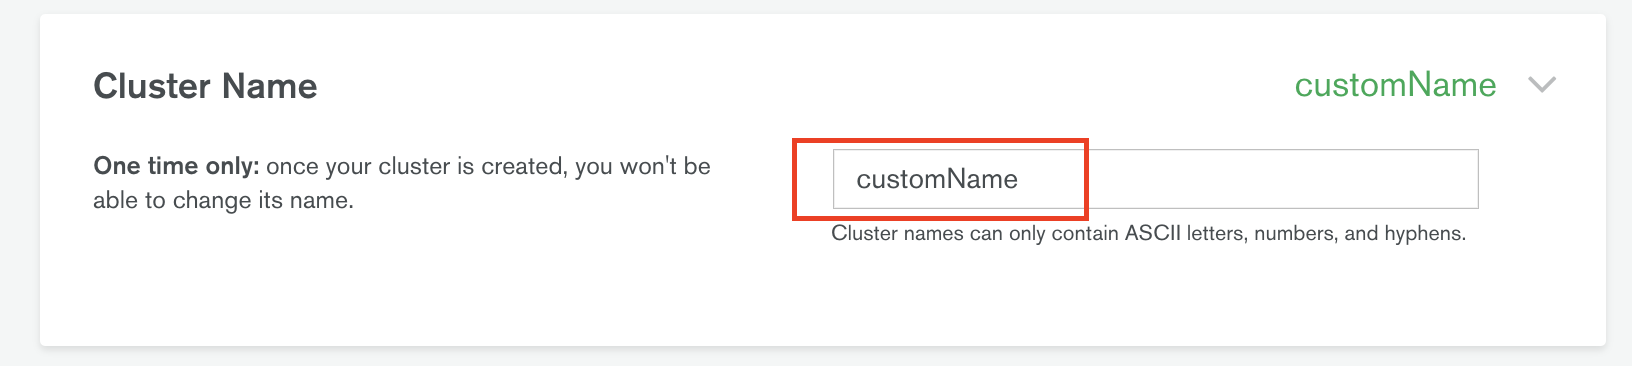 Cluster Name
customName
One time only: once your cluster is created, you won't be
able to change its name.
customName
Cluster names can only contain ASCII letters, numbers, and hyphens.